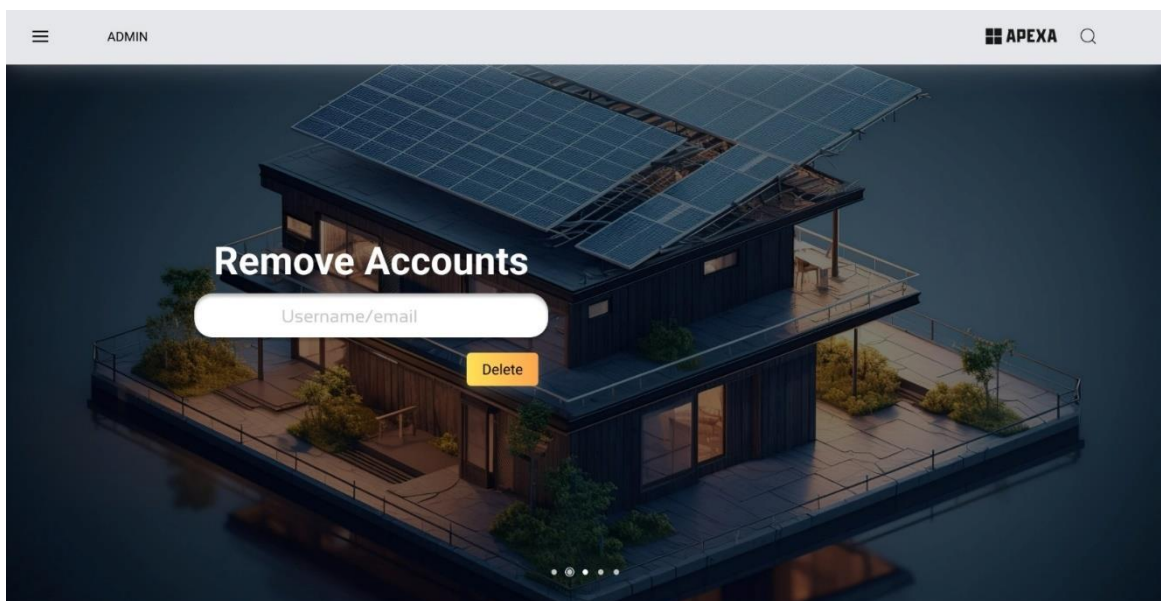 ADMIN
APEXA
Remove Accounts
Username/email
Delete